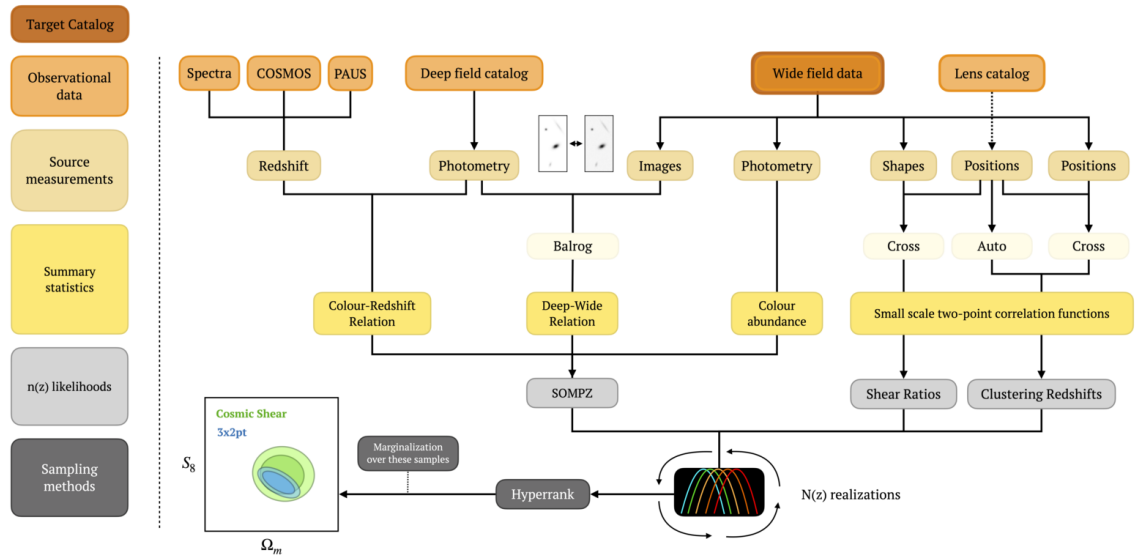 Target Catalog
Observational
data
Source
measurements
Summary
statistics
n(z) likelihoods
Sampling
methods
Spectra
COSMOS
PAUS
Deep field catalog
Wide field data
Lens catalog
Redshift
Photometry
Images
Photometry
Shapes
Positions
Positions
Balrog
Cross
Auto
Cross
Colour-Redshift
Relation
Deep-Wide
Relation
Colour
abundance
Small scale two-point correlation functions
SOMPZ
Shear Ratios
Clustering Redshifts
Cosmic Shear
3x2pt
S₈
Ωₘ
Marginalization
over these samples
Hyperrank
N(z) realizations